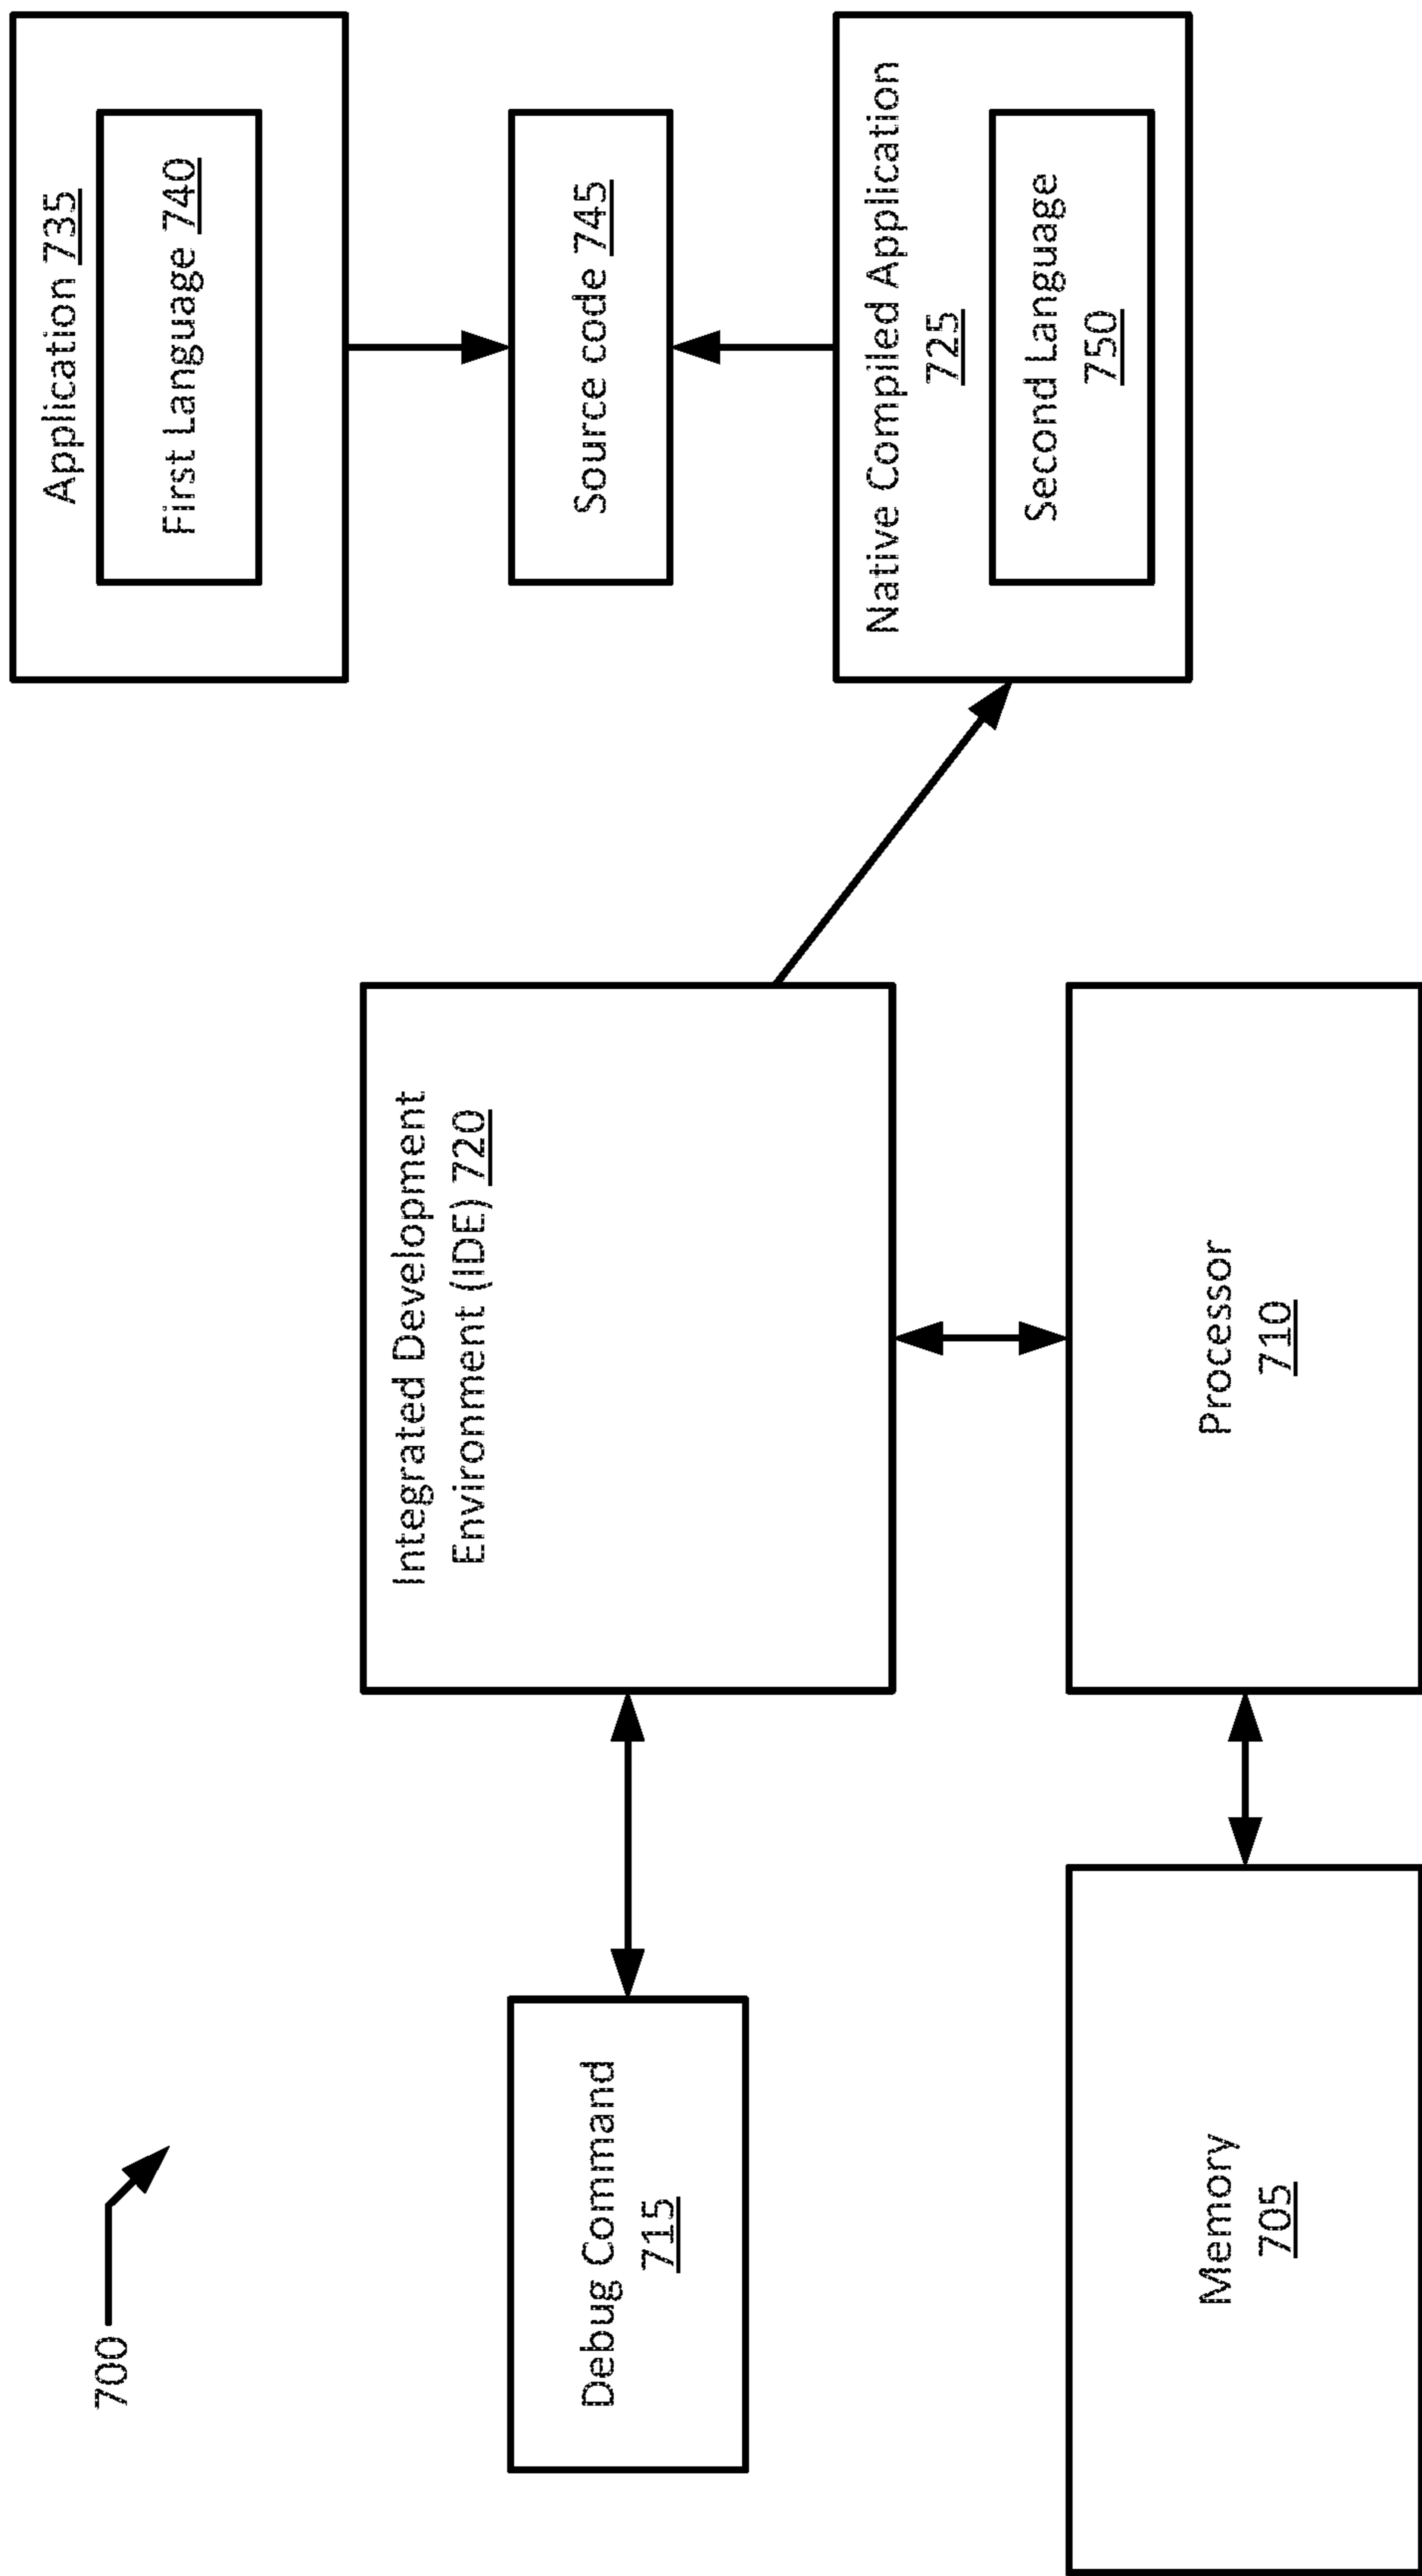 700
Debug Command
715
Memory
705
Integrated Development
Environment (IDE) 720
Processor
710
Application 735
First Language 740
Source code 745
Native Compiled Application
725
Second Language
750